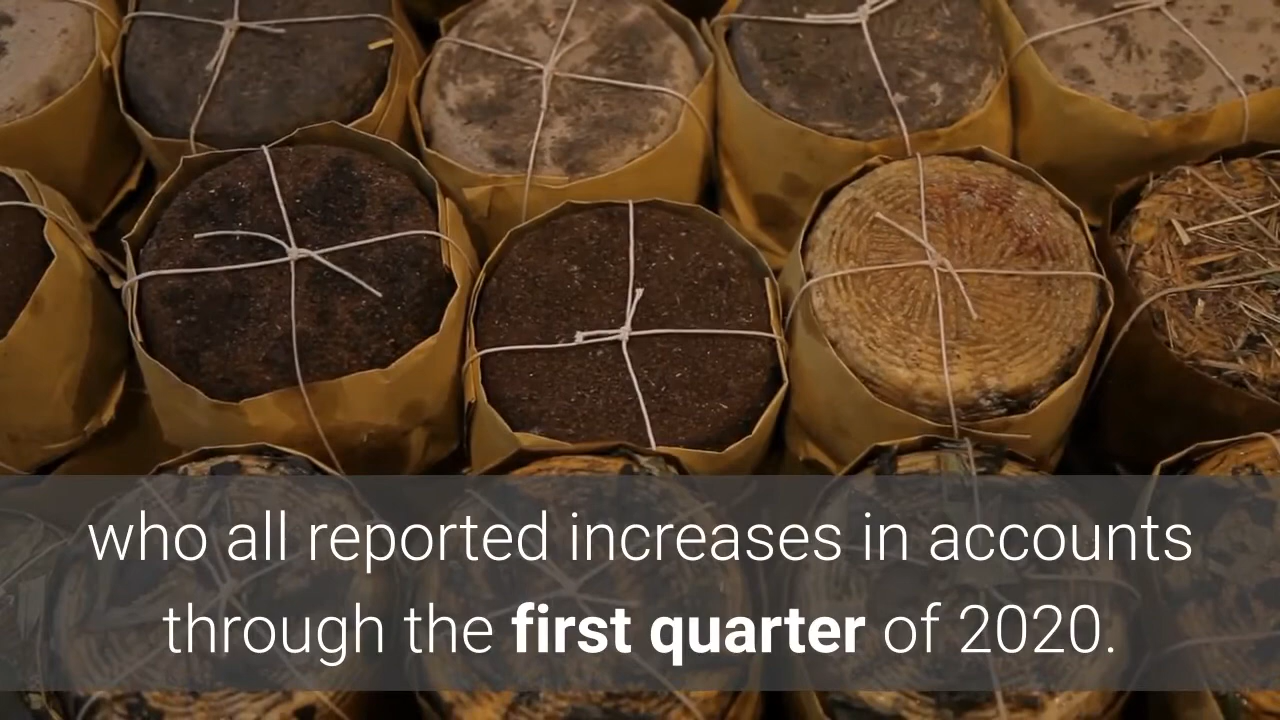 who all reported increases in accounts
through the first quarter of 2020.